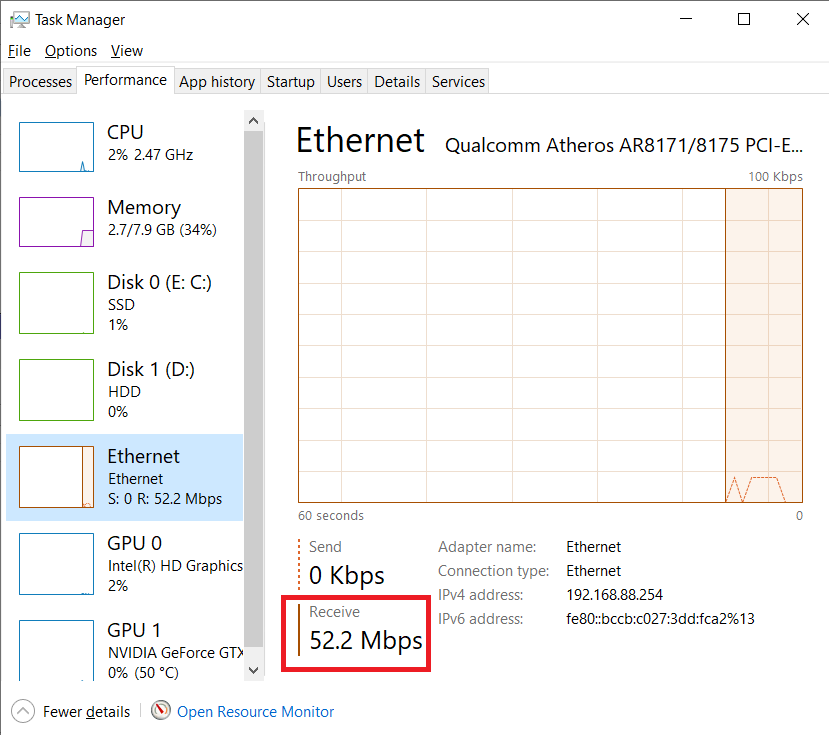 Task Manager
File Options View
Processes Performance App history Startup Users Details Services
CPU
2% 2.47 GHz
Memory
2.7/7.9 GB (34%)
Disk 0 (E: C:)
SSD
1%
Disk 1 (D:)
HDD
0%
Ethernet
Ethernet
S: 0 R: 52.2 Mbps
GPU 0
Intel(R) HD Graphics
2%
GPU 1
NVIDIA GeForce GTX
0% (50 °C)
Ethernet Qualcomm Atheros AR8171/8175 PCI-E...
Throughput 100 Kbps
60 seconds 0
Send
0 Kbps
Receive
52.2 Mbps
Adapter name: Ethernet
Connection type: Ethernet
IPv4 address: 192.168.88.254
IPv6 address: fe80::bccb:c027:3dd:fca2%13
Fewer details Open Resource Monitor